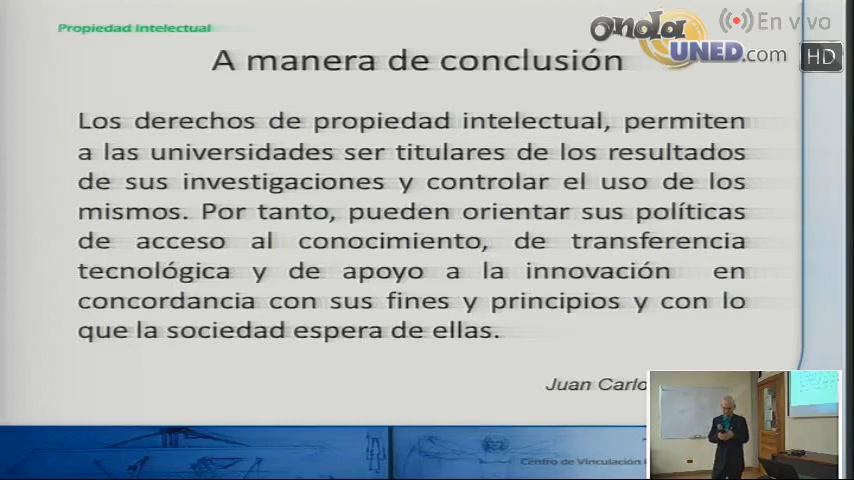 Propiedad Intelectual
onda
UNED.com
En vivo
HD
A manera de conclusión
Los derechos de propiedad intelectual, permiten
a las universidades ser titulares de los resultados
de sus investigaciones y controlar el uso de los
mismos. Por tanto, pueden orientar sus políticas
de acceso al conocimiento, de transferencia
tecnológica y de apoyo a la innovación en
concordancia con sus fines y principios y con lo
que la sociedad espera de ellas.
Juan Carlo
Centro de Vinculación